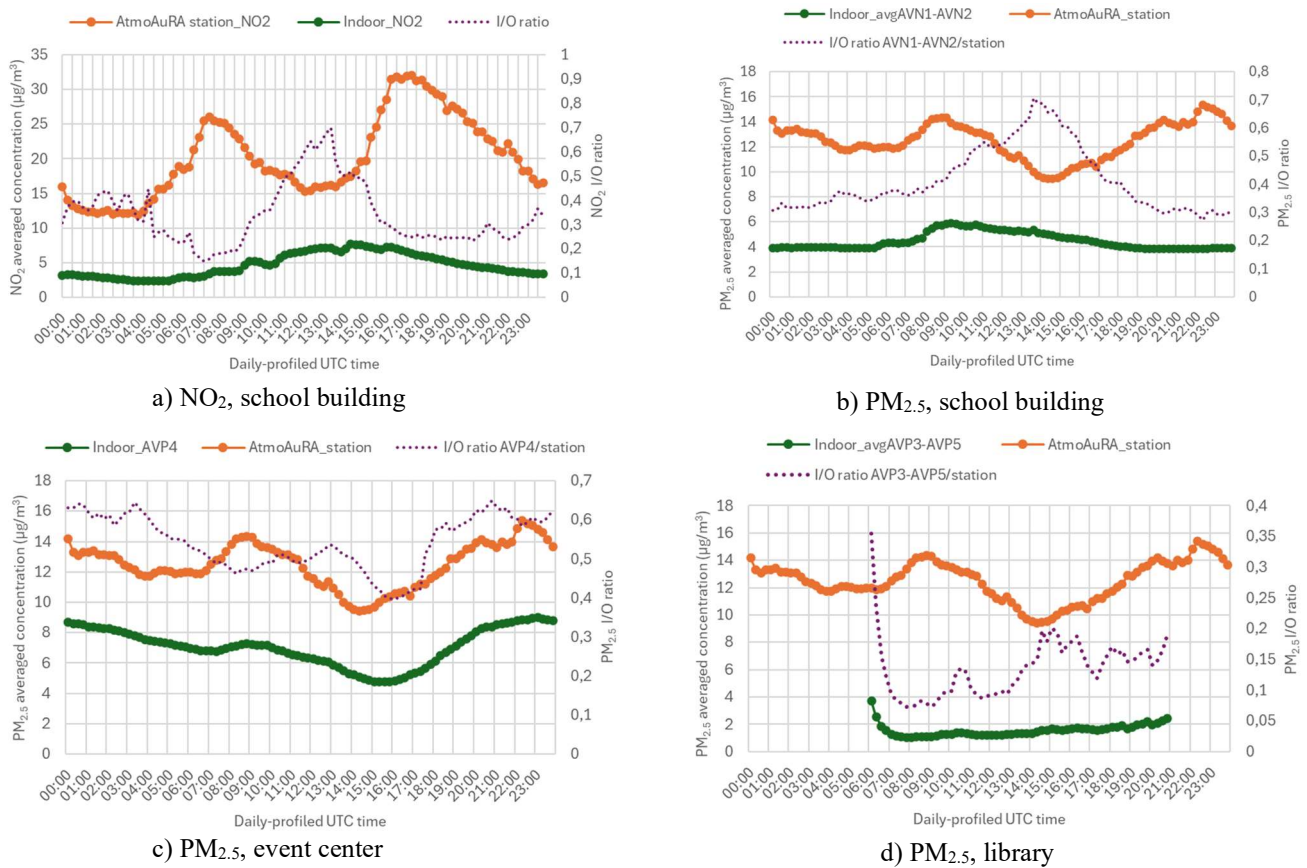 AtmoAuRA station_NO2 Indoor_NO2 I/O ratio
NO2 averaged concentration (µg/m³)
35
30
25
20
15
10
5
0
1
0,9
0,8
0,7
0,6
0,5
0,4
0,3
0,2
0,1
0
NO2 I/O ratio
00:00 01:00 02:00 03:00 04:00 05:00 06:00 07:00 08:00 09:00 10:00 11:00 12:00 13:00 14:00 15:00 16:00 17:00 18:00 19:00 20:00 21:00 22:00 23:00
Daily-profiled UTC time
a) NO2, school building
Indoor_avgAVN1-AVN2 AtmoAuRA_station
I/O ratio AVN1-AVN2/station
PM2.5 averaged concentration (µg/m³)
18
16
14
12
10
8
6
4
2
0
0,8
0,7
0,6
0,5
0,4
0,3
0,2
0,1
0
PM2.5 I/O ratio
00:00 01:00 02:00 03:00 04:00 05:00 06:00 07:00 08:00 09:00 10:00 11:00 12:00 13:00 14:00 15:00 16:00 17:00 18:00 19:00 20:00 21:00 22:00 23:00
Daily-profiled UTC time
b) PM2.5, school building
Indoor_AVP4 AtmoAuRA_station I/O ratio AVP4/station
PM2.5 averaged concentration (µg/m³)
18
16
14
12
10
8
6
4
2
0
0,7
0,6
0,5
0,4
0,3
0,2
0,1
0
PM2.5 I/O ratio
00:00 01:00 02:00 03:00 04:00 05:00 06:00 07:00 08:00 09:00 10:00 11:00 12:00 13:00 14:00 15:00 16:00 17:00 18:00 19:00 20:00 21:00 22:00 23:00
Daily-profiled UTC time
c) PM2.5, event center
Indoor_avgAVP3-AVP5 AtmoAuRA_station
I/O ratio AVP3-AVP5/station
PM2.5 averaged concentration (µg/m³)
18
16
14
12
10
8
6
4
2
0
0,4
0,35
0,3
0,25
0,2
0,15
0,1
0,05
0
PM2.5 I/O ratio
00:00 01:00 02:00 03:00 04:00 05:00 06:00 07:00 08:00 09:00 10:00 11:00 12:00 13:00 14:00 15:00 16:00 17:00 18:00 19:00 20:00 21:00 22:00 23:00
Daily-profiled UTC time
d) PM2.5, library